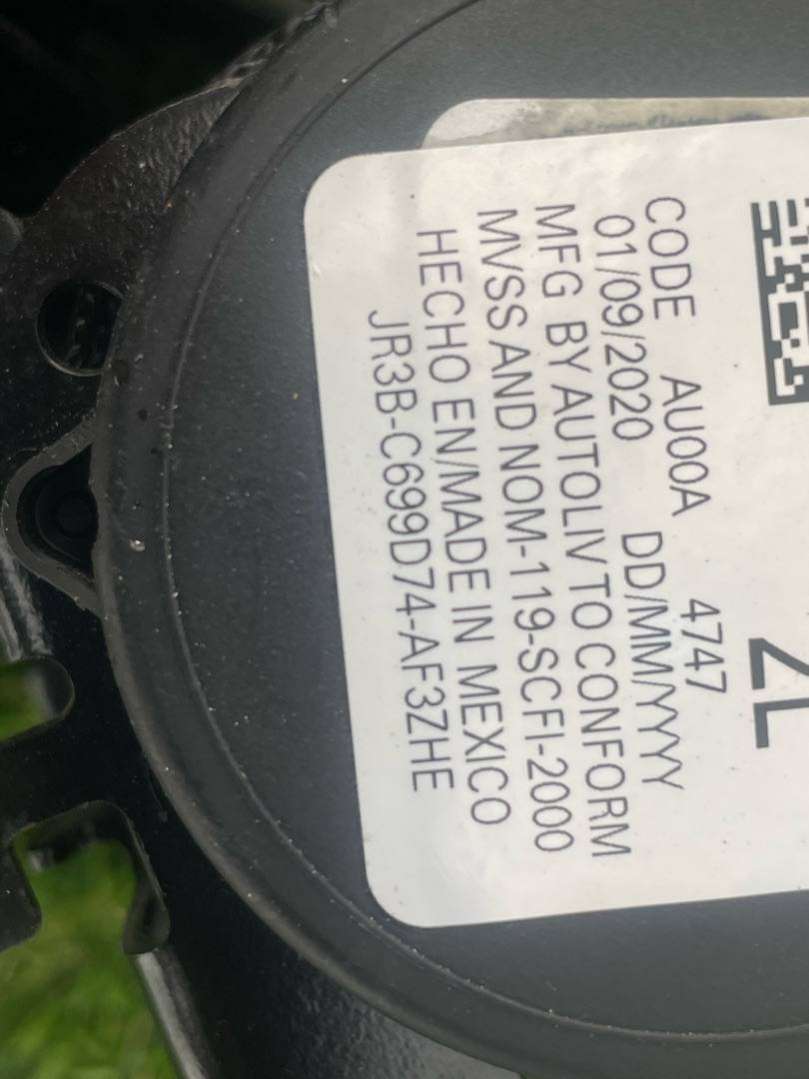 ZL
CODE AU00A 4747
01/09/2020 DD/MM/YYYY
MFG BY AUTOLIV TO CONFORM
MVSS AND NOM-119-SCFI-2000
HECHO EN/MADE IN MEXICO
JR3B-C699D74-AF3ZHE